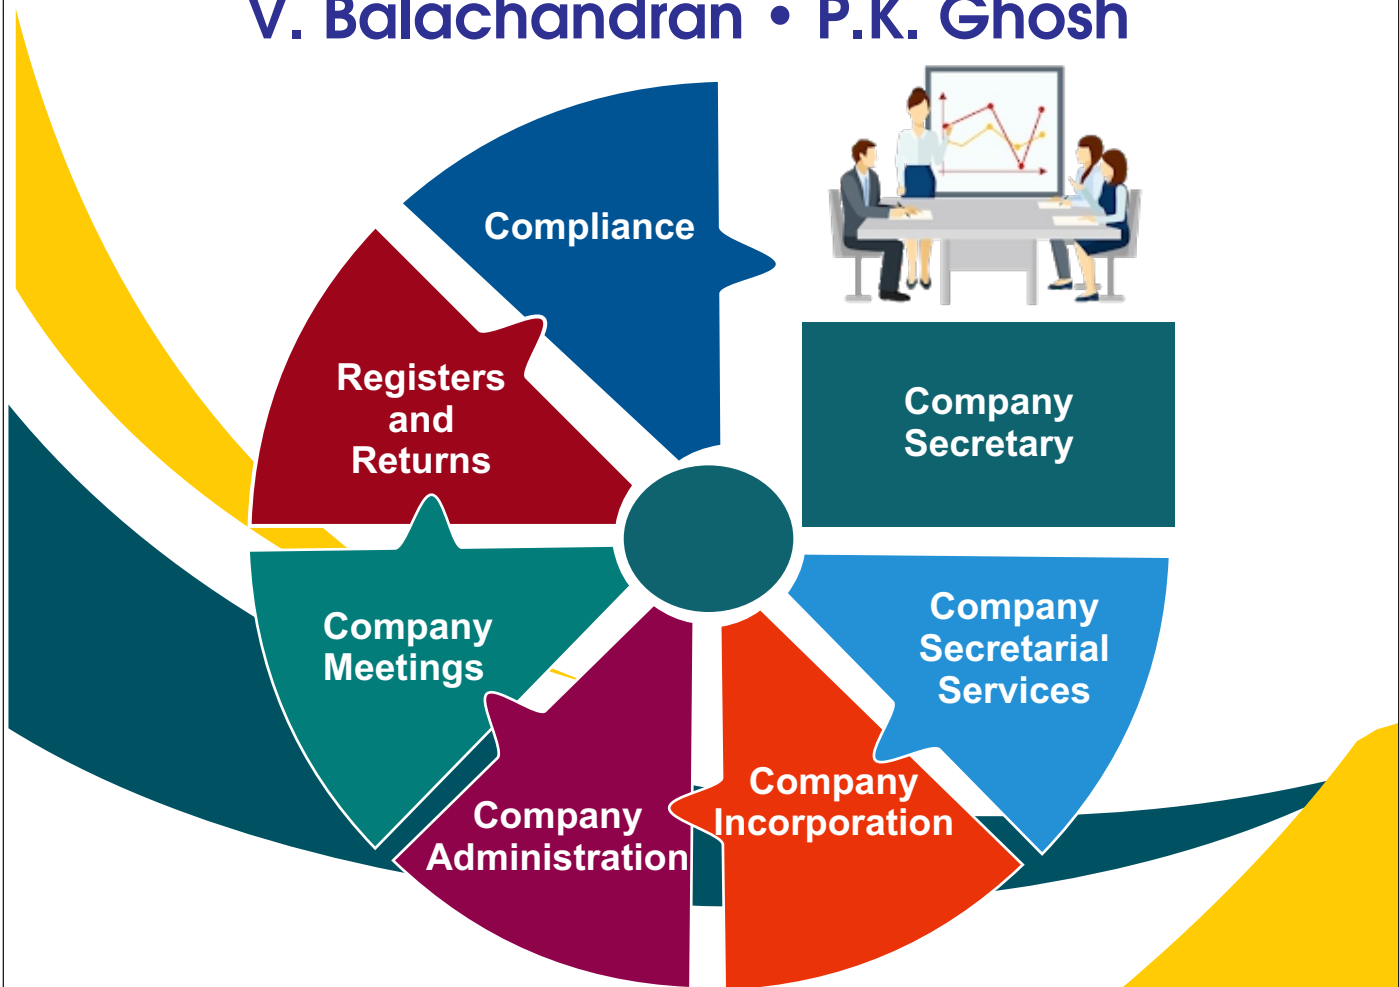 V. Balachandran • P.K. Ghosh
Compliance
Registers
and
Returns
Company
Secretary
Company
Meetings
Company
Secretarial
Services
Company
Administration
Company
Incorporation